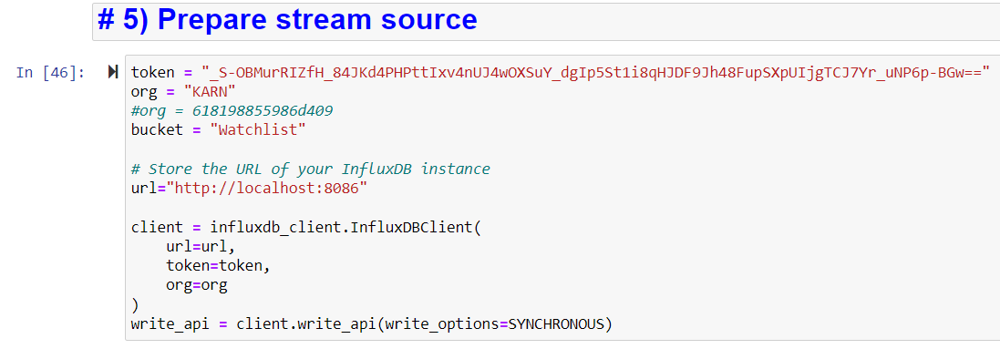 # 5) Prepare stream source
In [46]:
token = "_S-OBMurRIZfH_84JKd4PHPttIxv4nUJ4wOXSuY_dgIp5St1i8qHJDF9Jh48FupSXpUIjgTCJ7Yr_uNP6p-BGw=="
org = "KARN"
#org = 618198855986d409
bucket = "Watchlist"
# Store the URL of your InfluxDB instance
url="http://localhost:8086"
client = influxdb_client.InfluxDBClient(
url=url,
token=token,
org=org
)
write_api = client.write_api(write_options=SYNCHRONOUS)